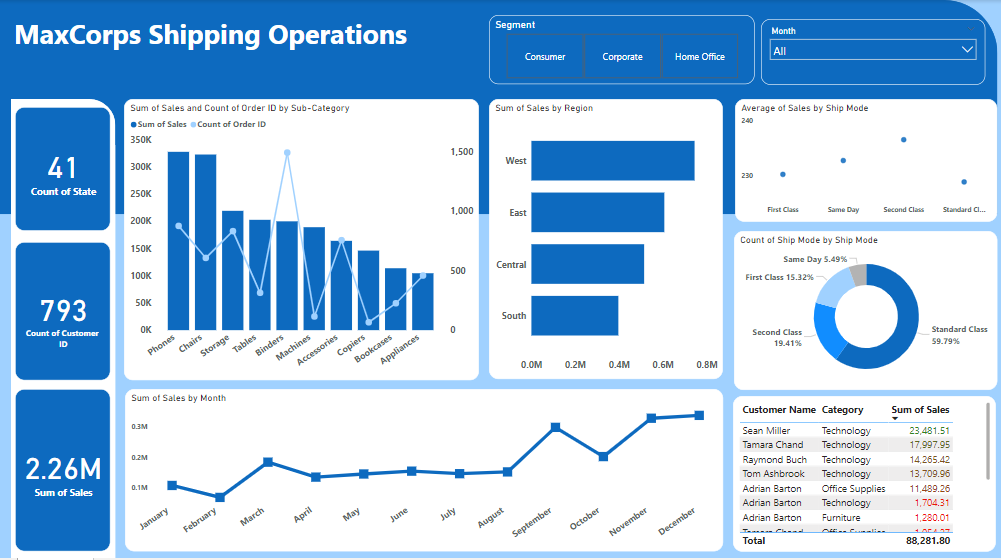 MaxCorps Shipping Operations
Segment
Consumer Corporate Home Office
Month
All
41
Count of State
793
Count of Customer
ID
2.26M
Sum of Sales
Sum of Sales and Count of Order ID by Sub-Category
Sum of Sales Count of Order ID
350K
300K
250K
200K
150K
100K
50K
0K
1,500
1,000
500
0
Phones
Chairs
Storage
Tables
Binders
Machines
Accessories
Copiers
Bookcases
Appliances
Sum of Sales by Region
West
East
Central
South
0.0M 0.2M 0.4M 0.6M 0.8M
Average of Sales by Ship Mode
240
230
First Class Same Day Second Class Standard Cl...
Count of Ship Mode by Ship Mode
Same Day 5.49%
First Class 15.32%
Second Class
19.41%
Standard Class
59.79%
Sum of Sales by Month
0.3M
0.2M
0.1M
January
February
March
April
May
June
July
August
September
October
November
December
Customer Name Category Sum of Sales
Sean Miller Technology 23,481.51
Tamara Chand Technology 17,997.95
Raymond Buch Technology 14,265.42
Tom Ashbrook Technology 13,709.96
Adrian Barton Office Supplies 11,489.26
Adrian Barton Technology 1,704.31
Adrian Barton Furniture 1,280.01
Tamara Chand Office Supplies
Total 88,281.80